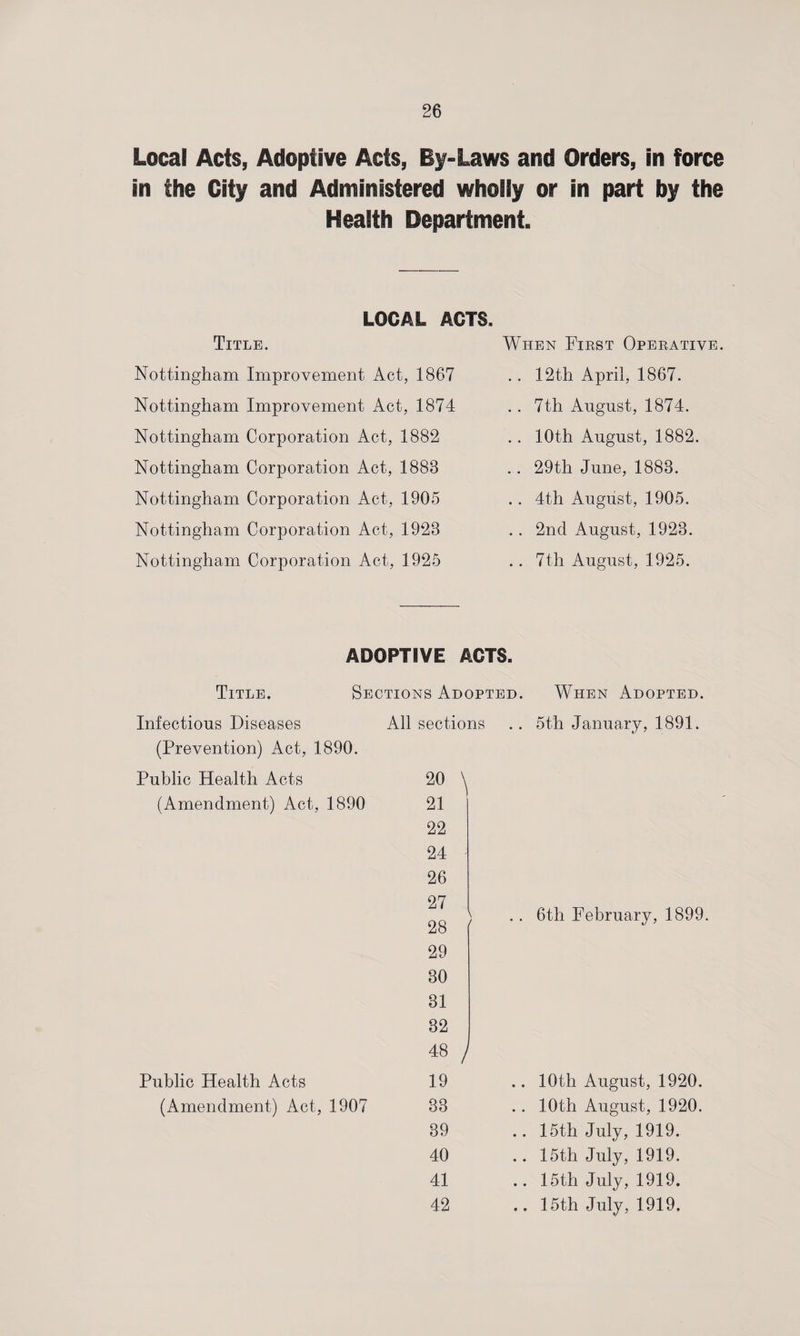 26
Local Acts, Adoptive Acts, By-Laws and Orders, in force
in the City and Administered wholly or in part by the
Health Department.
LOCAL ACTS.
Title. When First Operative.
Nottingham Improvement Act, 1867 .. 12th April, 1867.
Nottingham Improvement Act, 1874 .. 7th August, 1874.
Nottingham Corporation Act, 1882 .. 10th August, 1882.
Nottingham Corporation Act, 1883 .. 29th June, 1883.
Nottingham Corporation Act, 1905 .. 4th August, 1905.
Nottingham Corporation Act, 1923 .. 2nd August, 1923.
Nottingham Corporation Act, 1925 .. 7th August, 1925.
ADOPTIVE ACTS.
Title. Sections Adopted. When Adopted.
Infectious Diseases All sections .. 5th January, 1891.
(Prevention) Act, 1890.
Public Health Acts 20
(Amendment) Act, 1890 21
22
24
26
27
.. 6th February, 1899.
28
29
30
31
32
48
Public Health Acts 19 .. 10th August, 1920.
(Amendment) Act, 1907 33 .. 10th August, 1920.
39 .. 15th July, 1919.
40 .. 15th July, 1919.
41 .. 15th July, 1919.
42 .. 15th July, 1919.